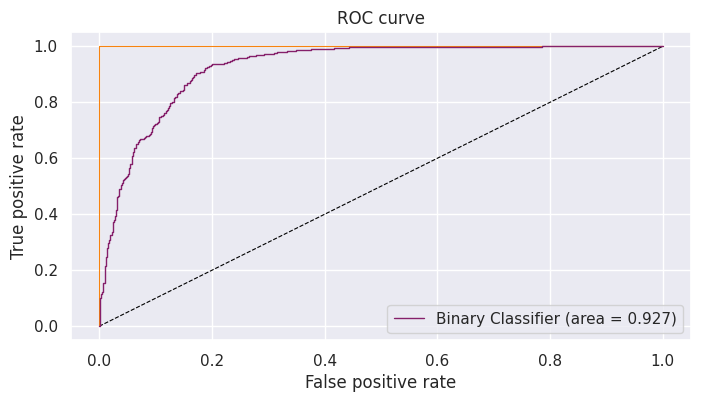 ROC curve
True positive rate
1.0
0.8
0.6
0.4
0.2
0.0
Binary Classifier (area = 0.927)
0.0 0.2 0.4 0.6 0.8 1.0
False positive rate